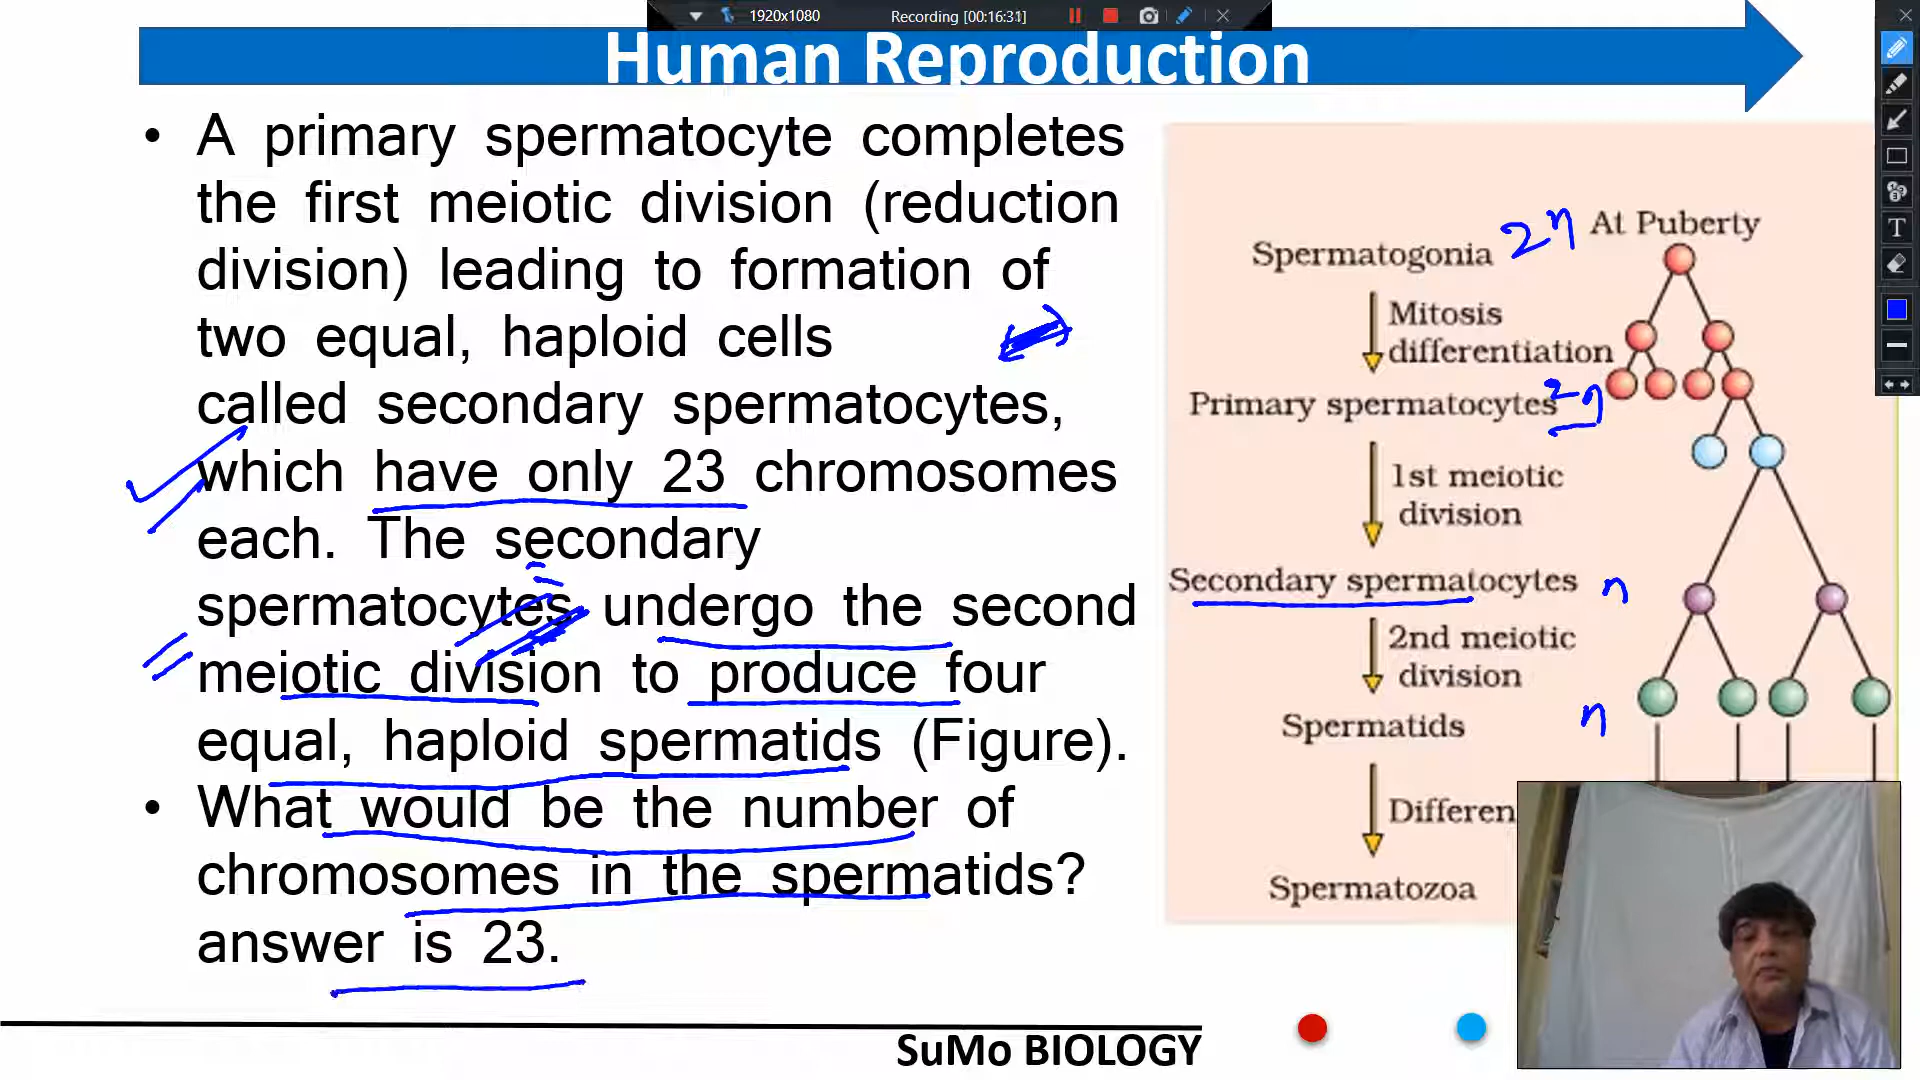 1920x1080
Recording [00:16:31]
Human Reproduction
• A primary spermatocyte completes
the first meiotic division (reduction
division) leading to formation of
two equal, haploid cells
called secondary spermatocytes,
which have only 23 chromosomes
each. The secondary
spermatocytes undergo the second
meiotic division to produce four
equal, haploid spermatids (Figure).
• What would be the number of
chromosomes in the spermatids?
answer is 23.
At Puberty
Spermatogonia 2n
Mitosis
differentiation
Primary spermatocytes 2n
1st meiotic
division
Secondary spermatocytes n
2nd meiotic
division
Spermatids n
Differen
Spermatozoa
SuMo BIOLOGY